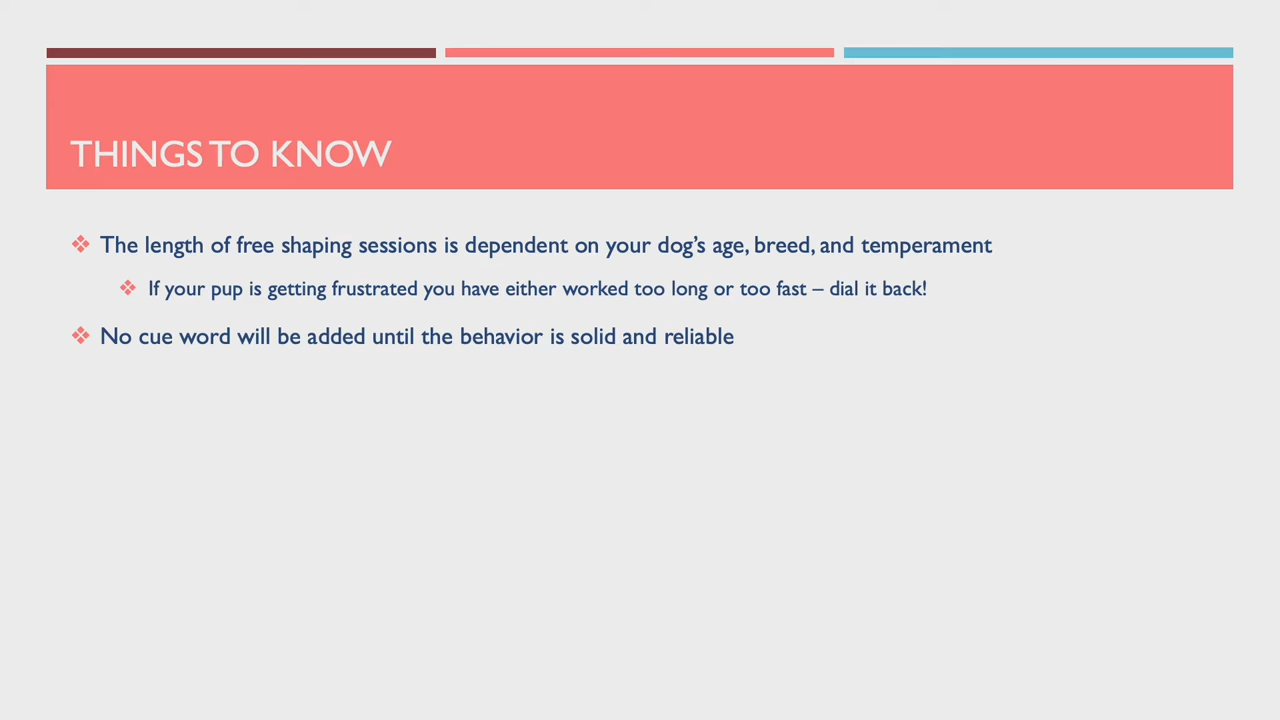 THINGS TO KNOW
The length of free shaping sessions is dependent on your dog’s age, breed, and temperament
If your pup is getting frustrated you have either worked too long or too fast – dial it back!
No cue word will be added until the behavior is solid and reliable